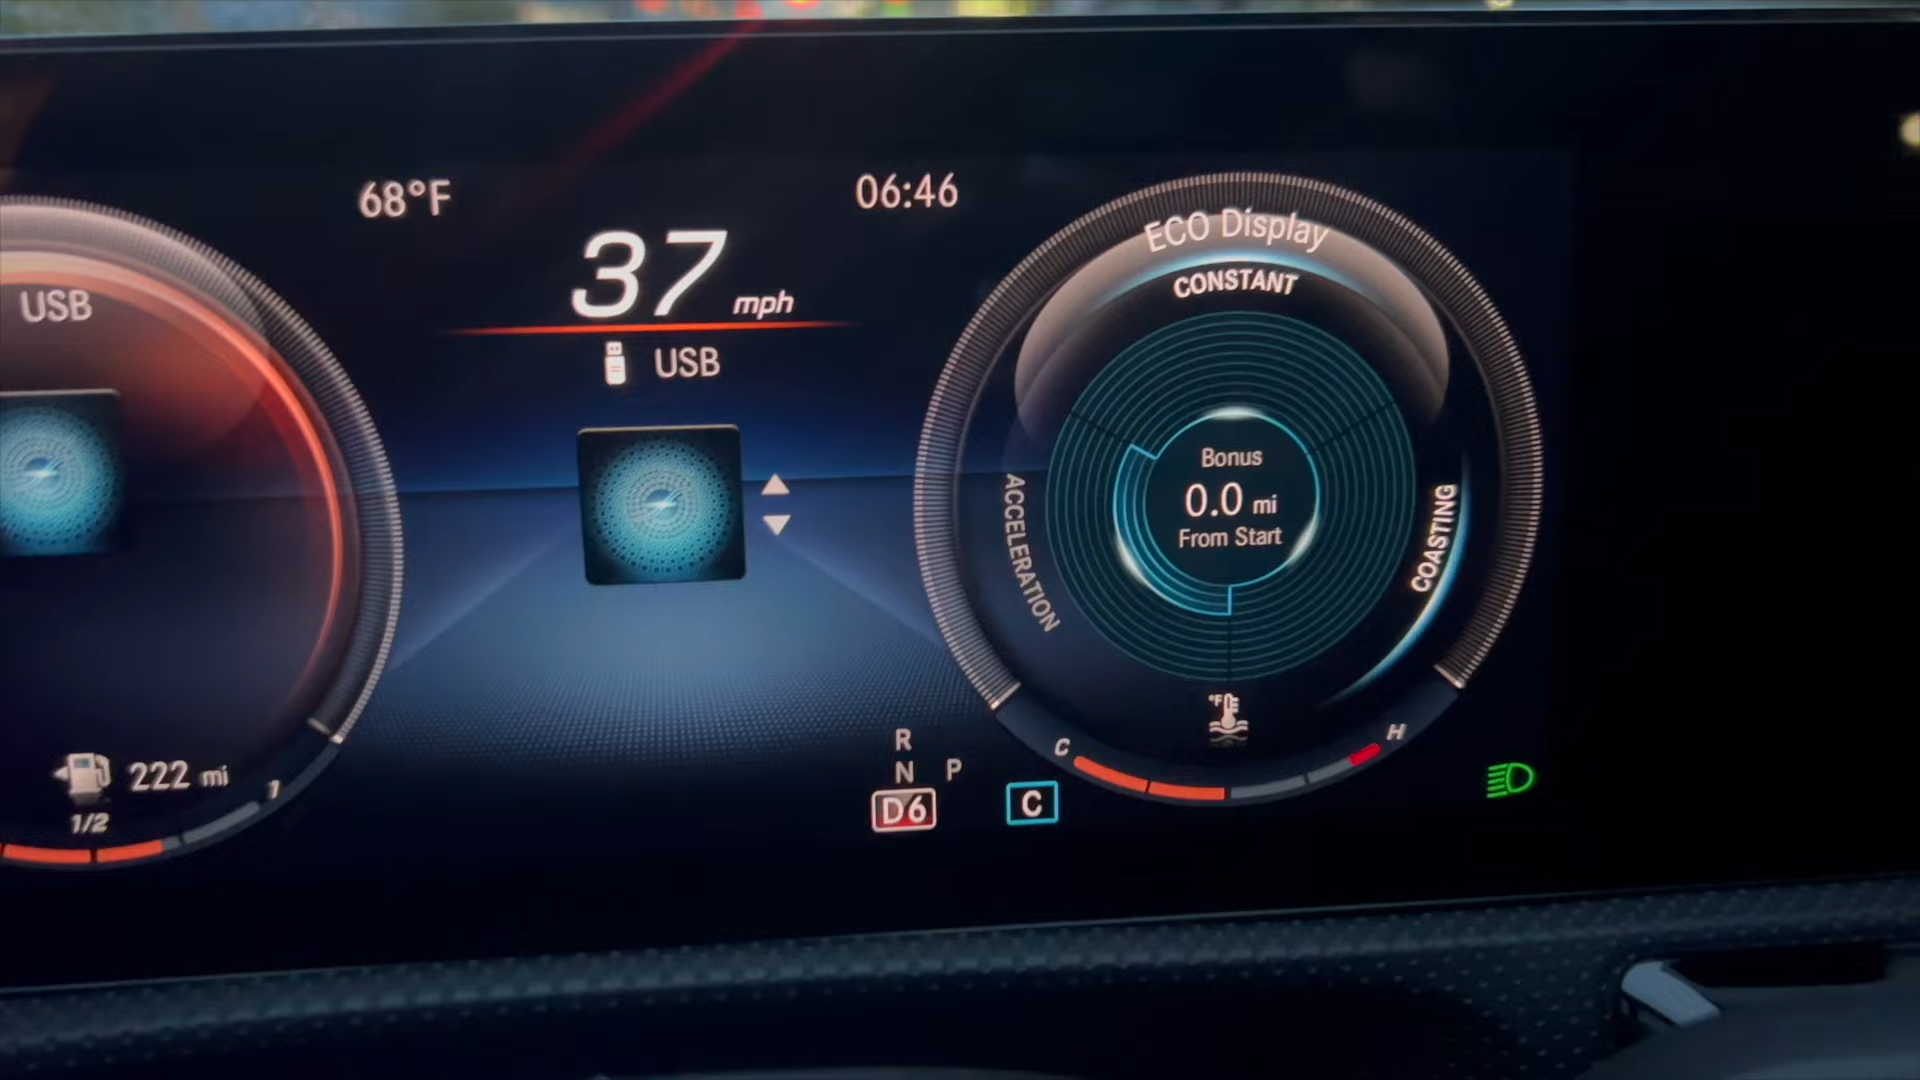 68°F
06:46
37 mph
USB
USB
ECO Display
CONSTANT
ACCELERATION
COASTING
Bonus
0.0 mi
From Start
°F
C
H
222 mi
1/2
1
R
N P
D6
C